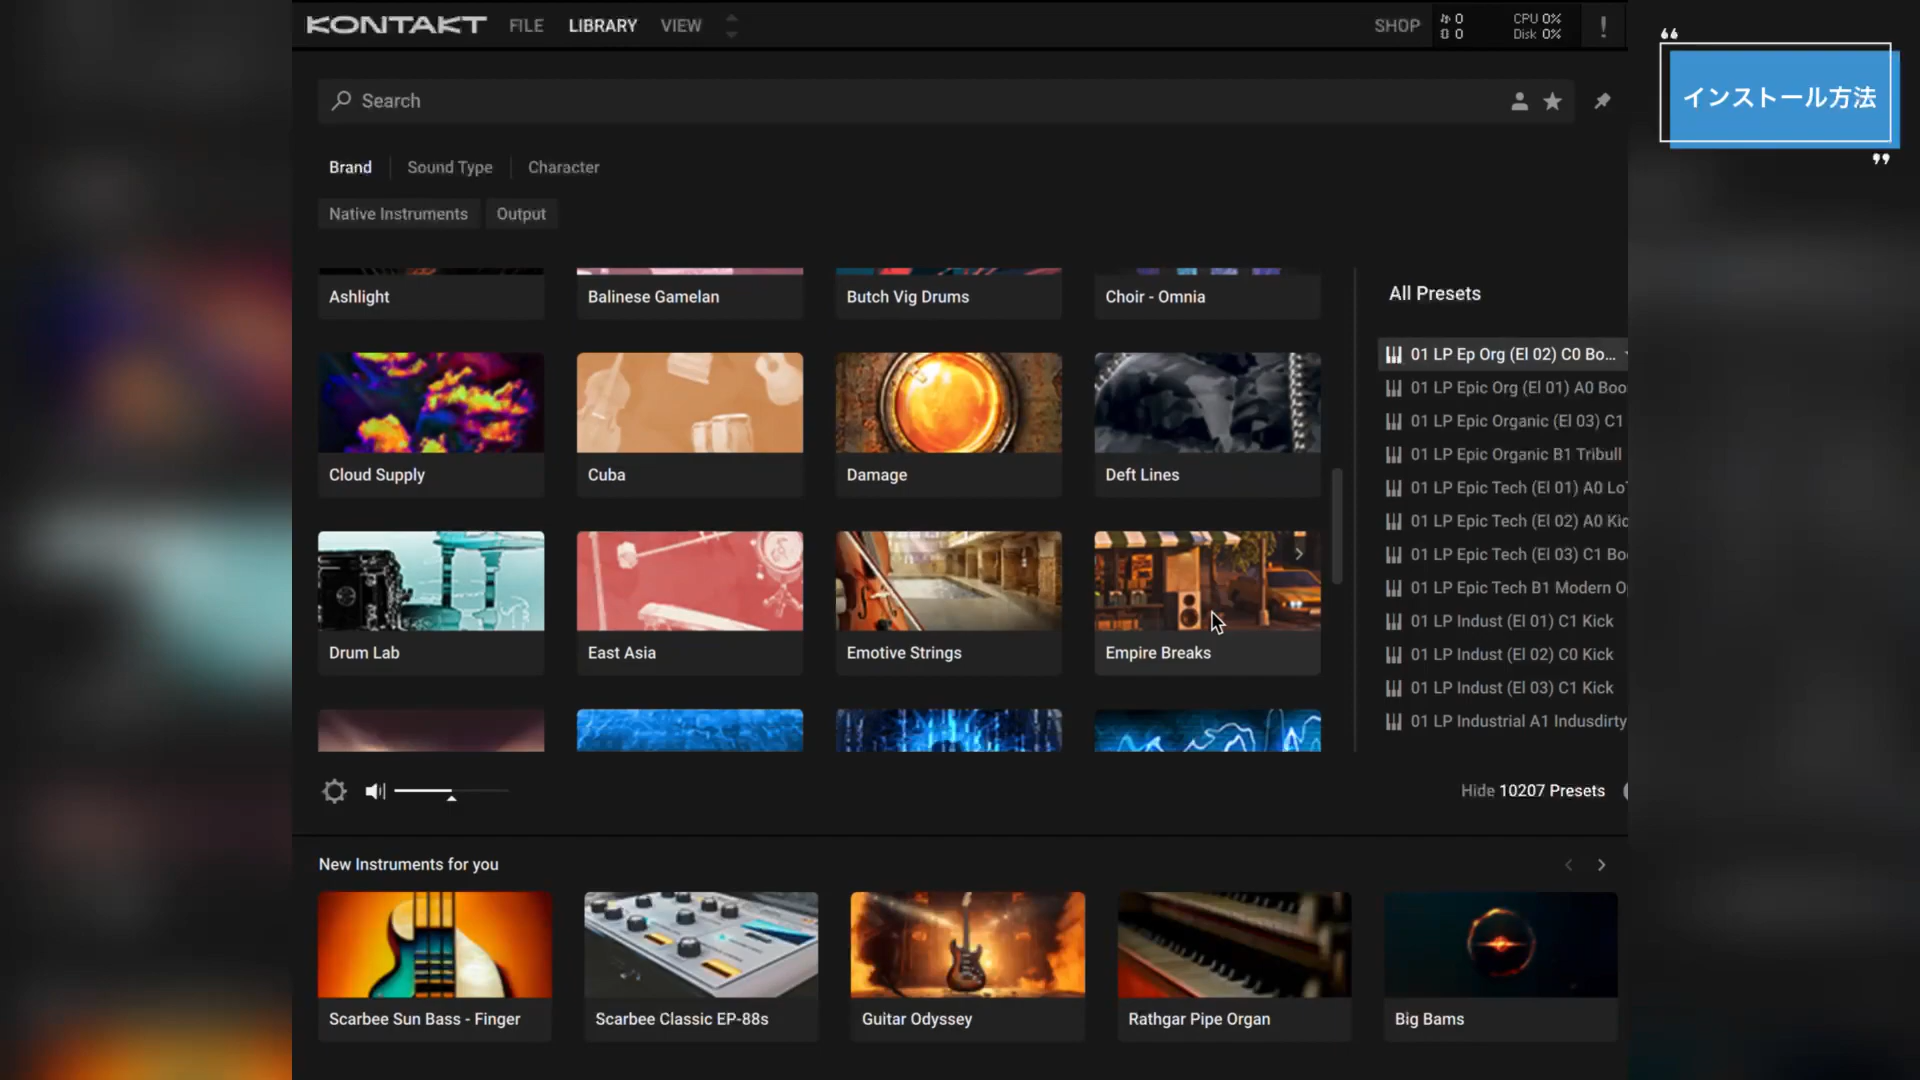 KONTAKT FILE LIBRARY VIEW SHOP 0 0 CPU 0% Disk 0% !
“
インストール方法
”
Search
Brand Sound Type Character
Native Instruments Output
Ashlight Balinese Gamelan Butch Vig Drums Choir - Omnia
Cloud Supply Cuba Damage Deft Lines
Drum Lab East Asia Emotive Strings Empire Breaks
All Presets
01 LP Ep Org (El 02) C0 Bo...
01 LP Epic Org (El 01) A0 Boo
01 LP Epic Organic (El 03) C1
01 LP Epic Organic B1 Tribull
01 LP Epic Tech (El 01) A0 Lo
01 LP Epic Tech (El 02) A0 Kic
01 LP Epic Tech (El 03) C1 Bo
01 LP Epic Tech B1 Modern O
01 LP Indust (El 01) C1 Kick
01 LP Indust (El 02) C0 Kick
01 LP Indust (El 03) C1 Kick
01 LP Industrial A1 Indusdirty
Hide 10207 Presets
New Instruments for you
Scarbee Sun Bass - Finger Scarbee Classic EP-88s Guitar Odyssey Rathgar Pipe Organ Big Bams